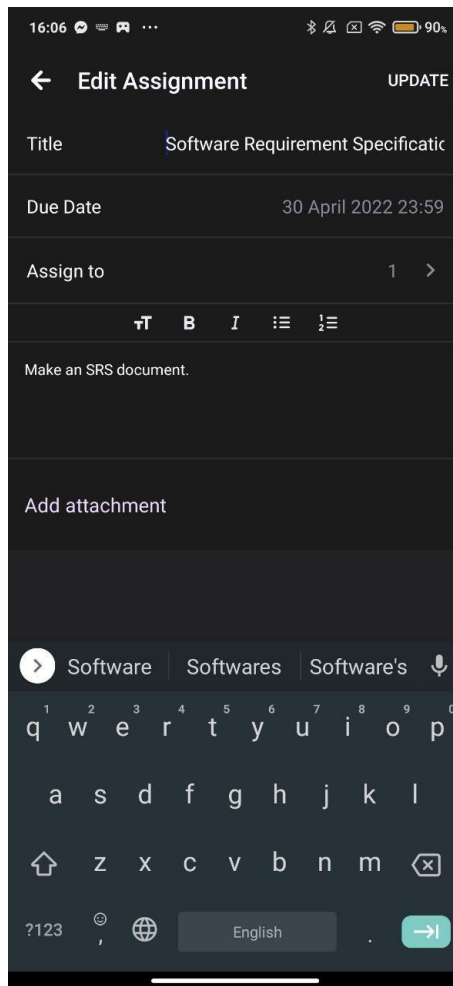 16:06 ... 90%
Edit Assignment UPDATE
Title Software Requirement Specificatic
Due Date 30 April 2022 23:59
Assign to 1 >
TT B I
Make an SRS document.
Add attachment
> Software Softwares Software's
1 2 3 4 5 6 7 8 9 0
q w e r t y u i o p
a s d f g h j k l
z x c v b n m
?123 , English .